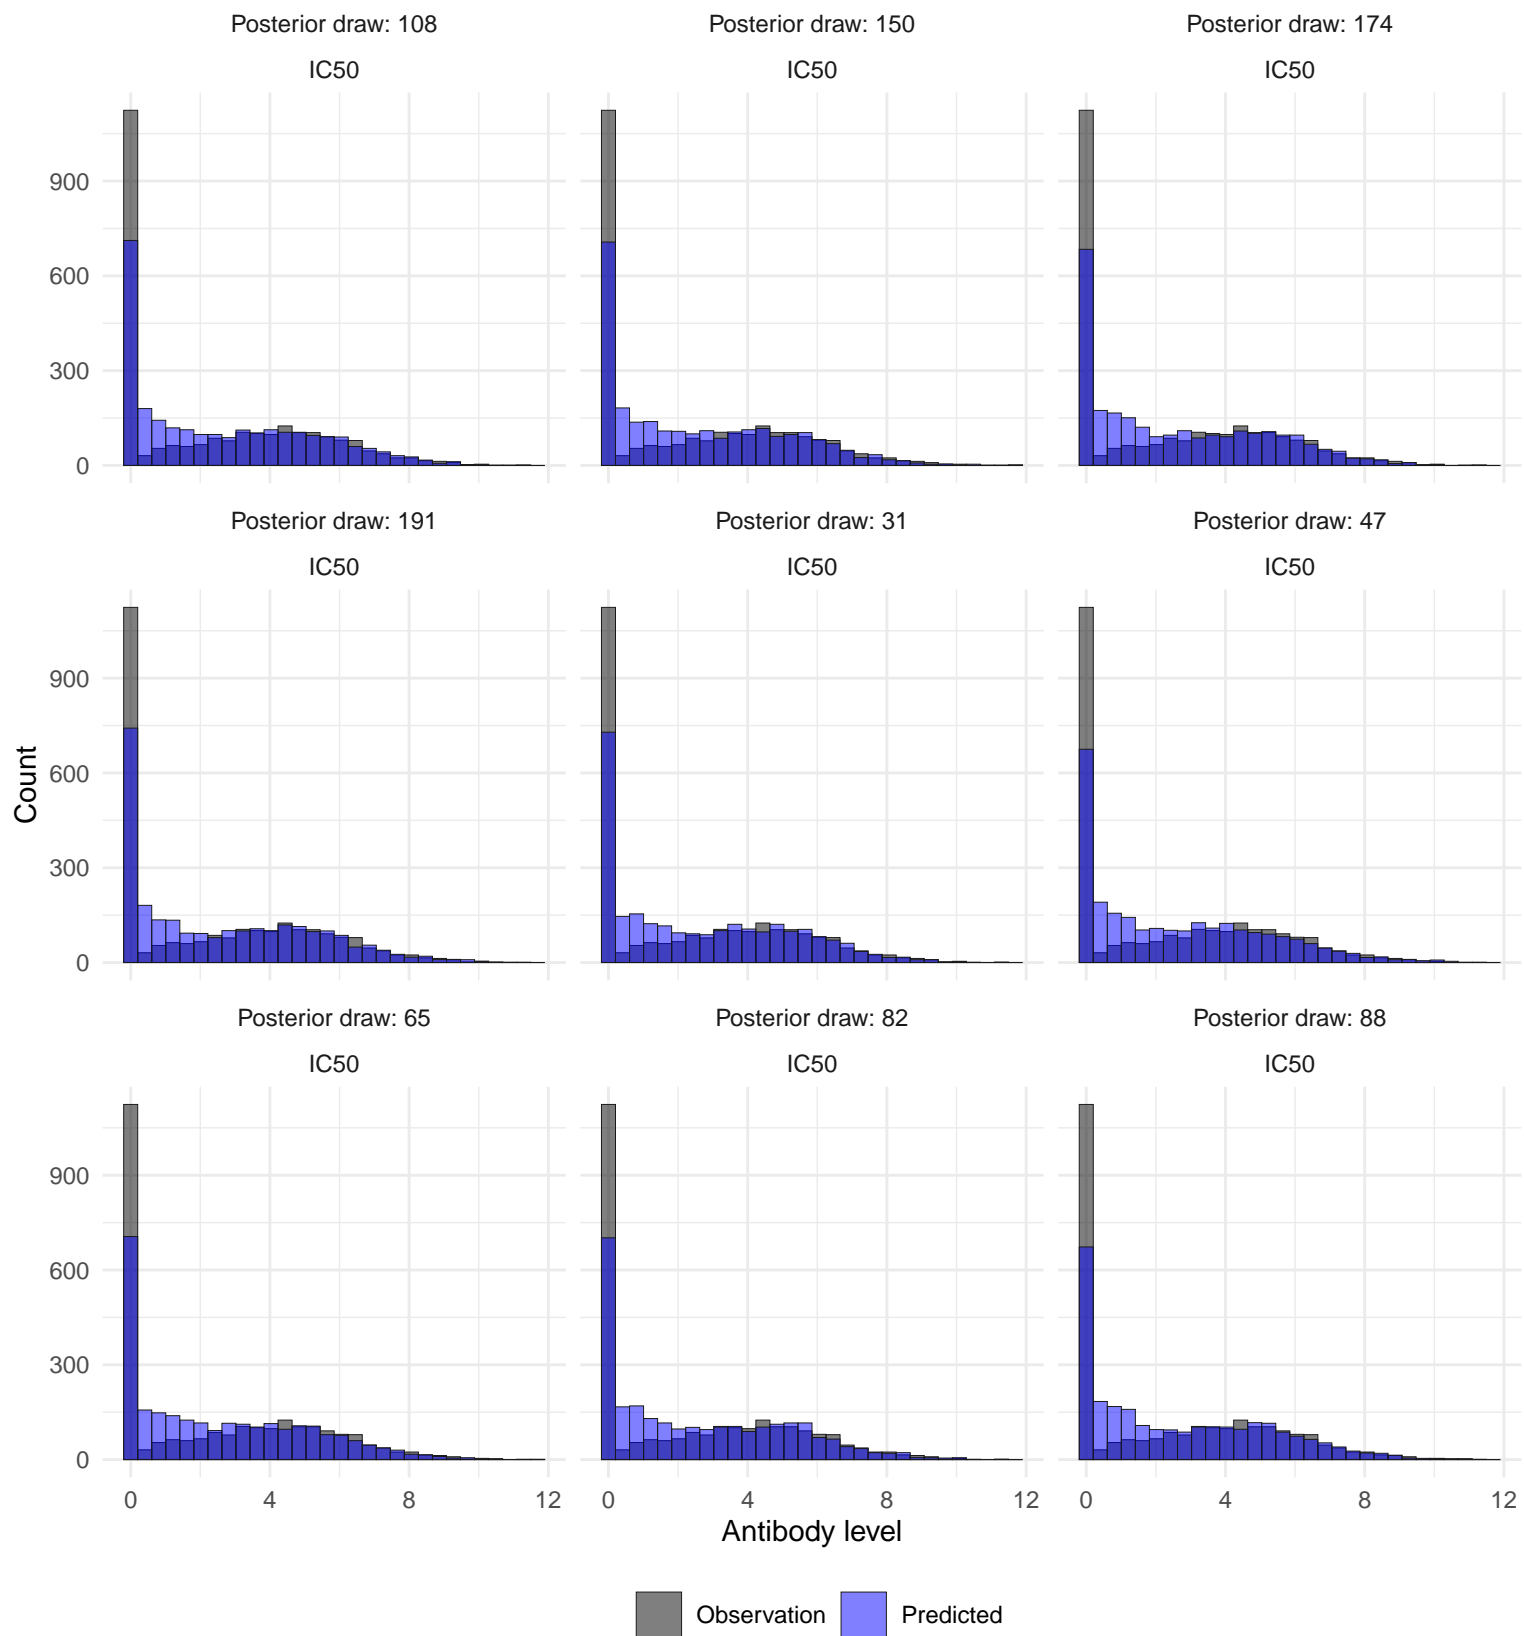 Posterior draw: 108
Posterior draw: 150
Posterior draw: 174
IC50
IC50
IC50
900
600
300
0
Posterior draw: 191
Posterior draw: 31
Posterior draw: 47
IC50
IC50
IC50
900
600
300
0
Count
Posterior draw: 65
Posterior draw: 82
Posterior draw: 88
IC50
IC50
IC50
900
600
300
0
0 4 8 12
0 4 8 12
0 4 8 12
Antibody level
Observation
Predicted